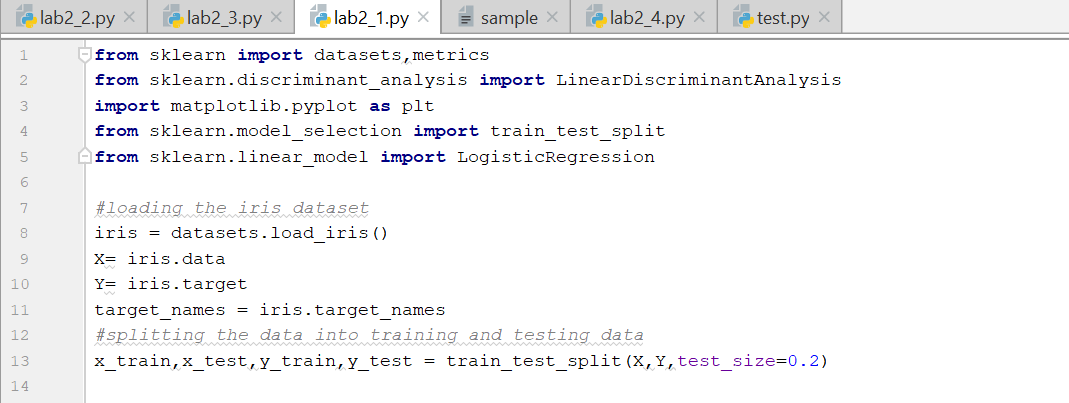 lab2_2.py lab2_3.py lab2_1.py sample lab2_4.py test.py
1 from sklearn import datasets,metrics
2 from sklearn.discriminant_analysis import LinearDiscriminantAnalysis
3 import matplotlib.pyplot as plt
4 from sklearn.model_selection import train_test_split
5 from sklearn.linear_model import LogisticRegression
6
7 #loading the iris dataset
8 iris = datasets.load_iris()
9 X= iris.data
10 Y= iris.target
11 target_names = iris.target_names
12 #splitting the data into training and testing data
13 x_train,x_test,y_train,y_test = train_test_split(X,Y,test_size=0.2)
14